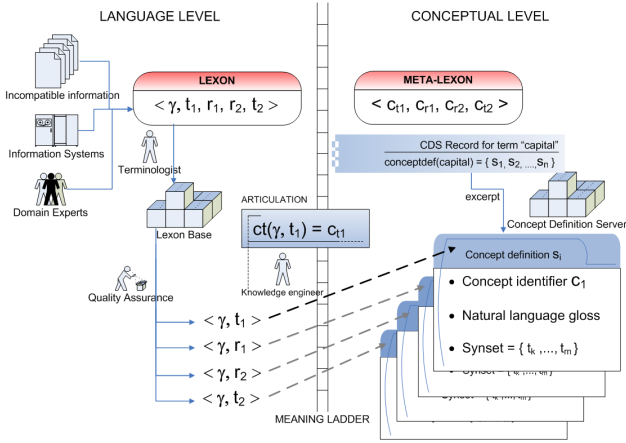 LANGUAGE LEVEL
CONCEPTUAL LEVEL
Incompatible information
Information Systems
Domain Experts
LEXON
< γ, t1, r1, r2, t2 >
Terminologist
Lexon Base
Quality Assurance
ARTICULATION
ct(γ, t1) = ct1
Knowledge engineer
< γ, t1 >
< γ, r1 >
< γ, r2 >
< γ, t2 >
MEANING LADDER
META-LEXON
< ct1, cr1, cr2, ct2 >
CDS Record for term “capital”
conceptdef(capital) = { S1, S2, ...., Sn }
excerpt
Concept Definition Server
Concept definition si
• Concept identifier c1
• Natural language gloss
• Synset = { tk ,..., tm }